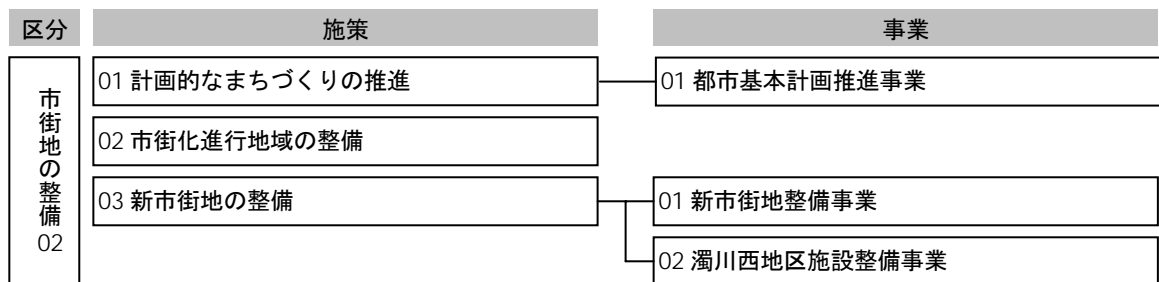 区分
施策
事業
市街地の整備
02
01 計画的なまちづくりの推進
01 都市基本計画推進事業
02 市街化進行地域の整備
03 新市街地の整備
01 新市街地整備事業
02 濁川西地区施設整備事業